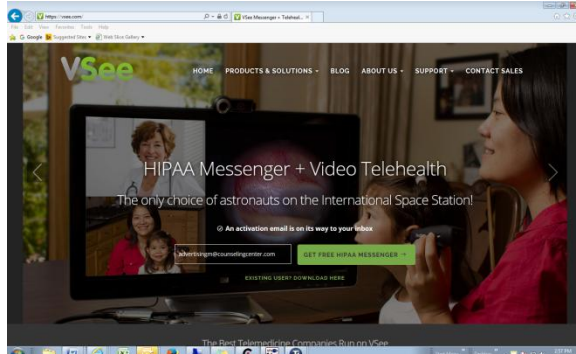 https://vsee.com/
VSee Messenger + Teleheal...
File Edit View Favorites Tools Help
Google Suggested Sites Web Slice Gallery
VSee
HOME PRODUCTS & SOLUTIONS BLOG ABOUT US SUPPORT CONTACT SALES
HIPAA Messenger + Video Telehealth
The only choice of astronauts on the International Space Station!
An activation email is on its way to your inbox
advertisingm@counselingcenter.com
GET FREE HIPAA MESSENGER →
EXISTING USER? DOWNLOAD HERE
The Best Telemedicine Companies Run on VSee
2:37 PM